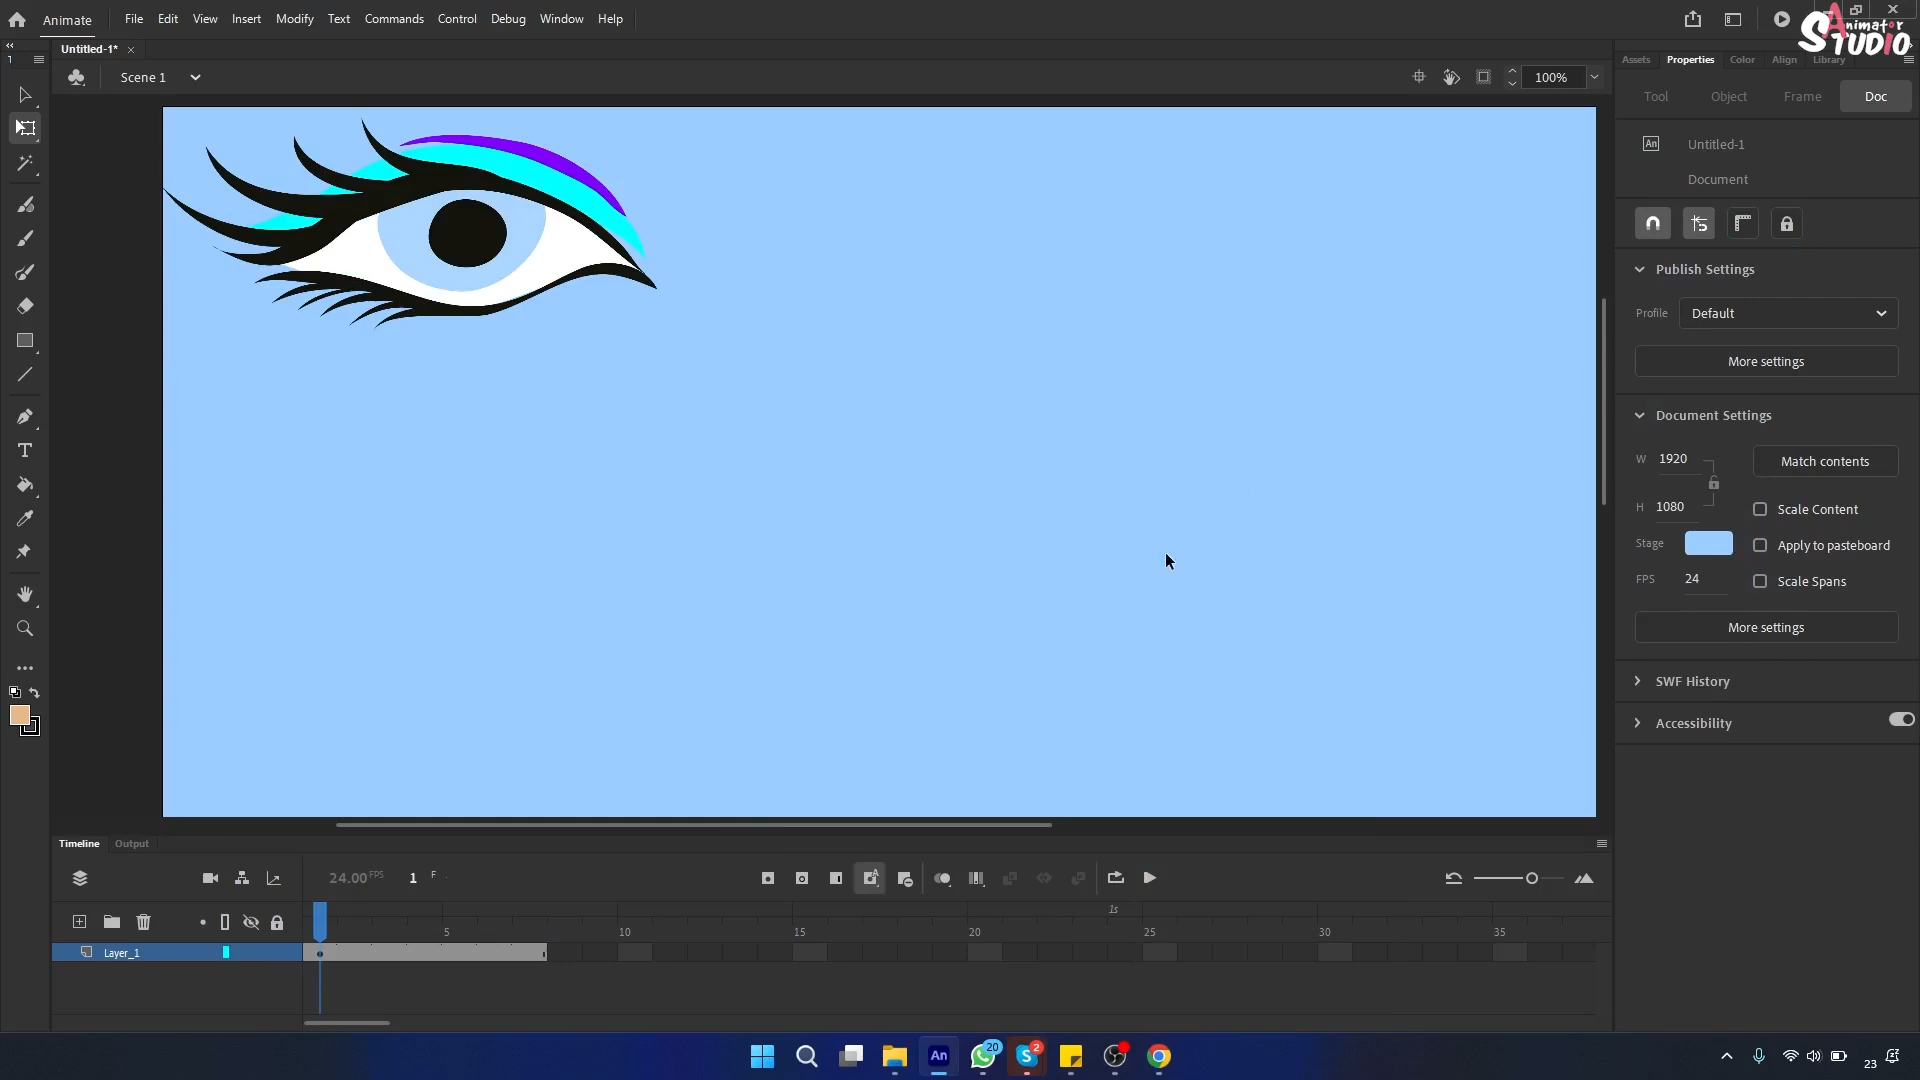 Animate File Edit View Insert Modify Text Commands Control Debug Window Help
Animator STUDIO
Untitled-1*
Scene 1 100%
Assets Properties Color Align Library
Tool Object Frame Doc
An Untitled-1
Document
Publish Settings
Profile Default
More settings
Document Settings
W 1920 Match contents
H 1080 Scale Content
Stage Apply to pasteboard
FPS 24 Scale Spans
More settings
SWF History
Accessibility
1
Timeline Output
24.00 FPS 1 F
1s
5 10 15 20 25 30 35
Layer_1
An 20 2 23